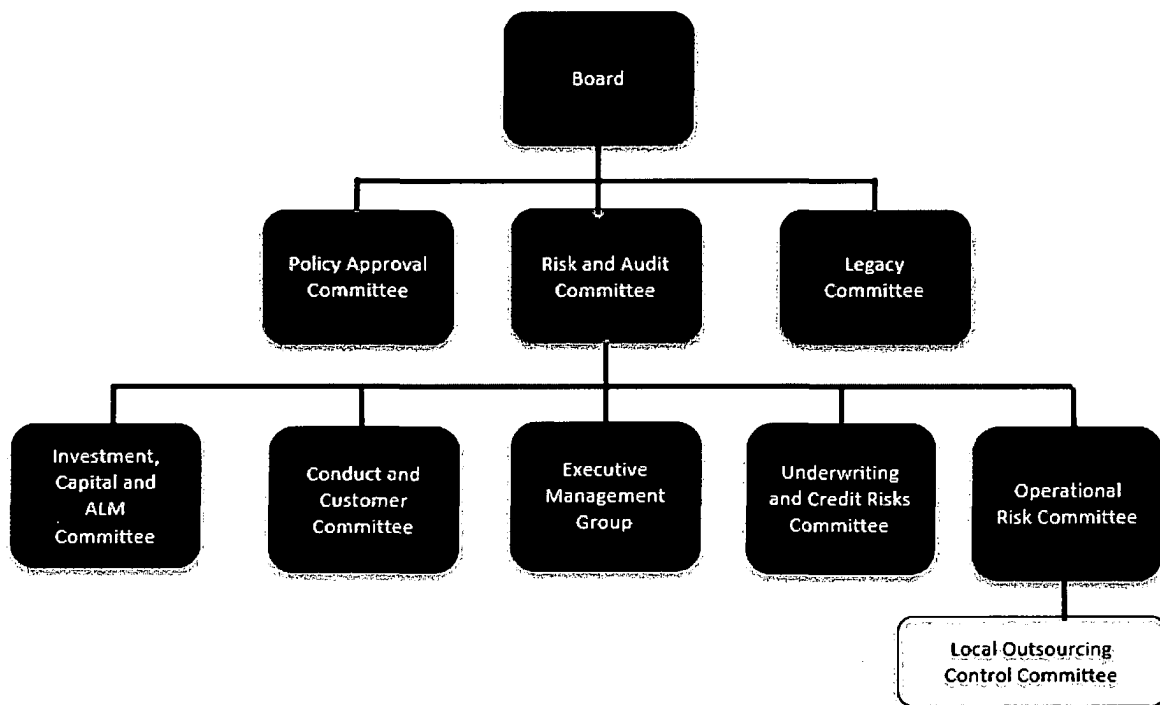 Board
Policy Approval
Committee
Risk and Audit
Committee
Legacy
Committee
Investment,
Capital and
ALM
Committee
Conduct and
Customer
Committee
Executive
Management
Group
Underwriting
and Credit Risks
Committee
Operational
Risk Committee
Local Outsourcing
Control Committee